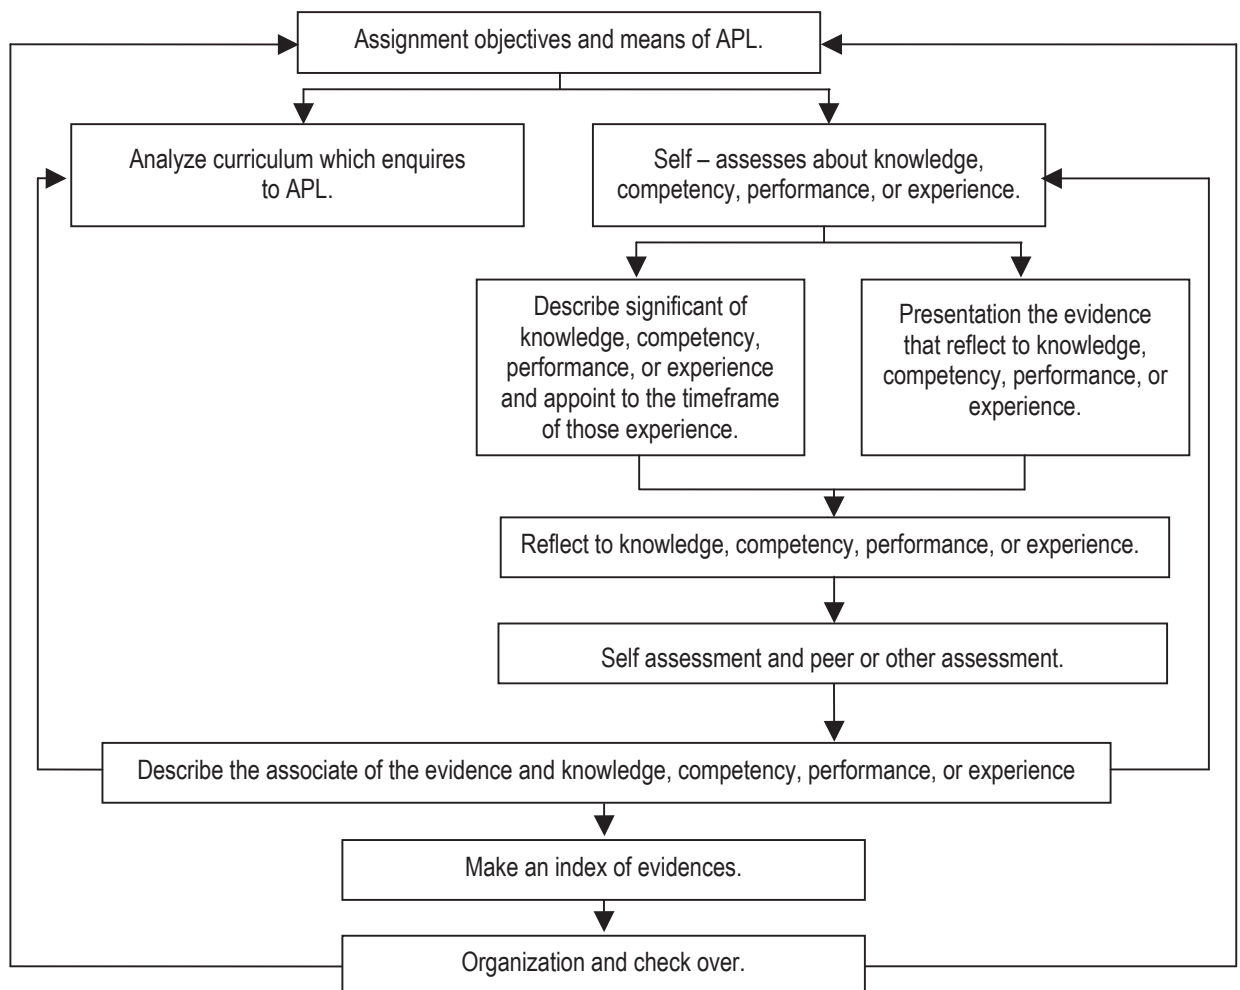 Assignment objectives and means of APL.
Analyze curriculum which enquires
to APL.
Self – assesses about knowledge,
competency, performance, or experience.
Describe significant of
knowledge, competency,
performance, or experience
and appoint to the timeframe
of those experience.
Presentation the evidence
that reflect to knowledge,
competency, performance, or
experience.
Reflect to knowledge, competency, performance, or experience.
Self assessment and peer or other assessment.
Describe the associate of the evidence and knowledge, competency, performance, or experience
Make an index of evidences.
Organization and check over.